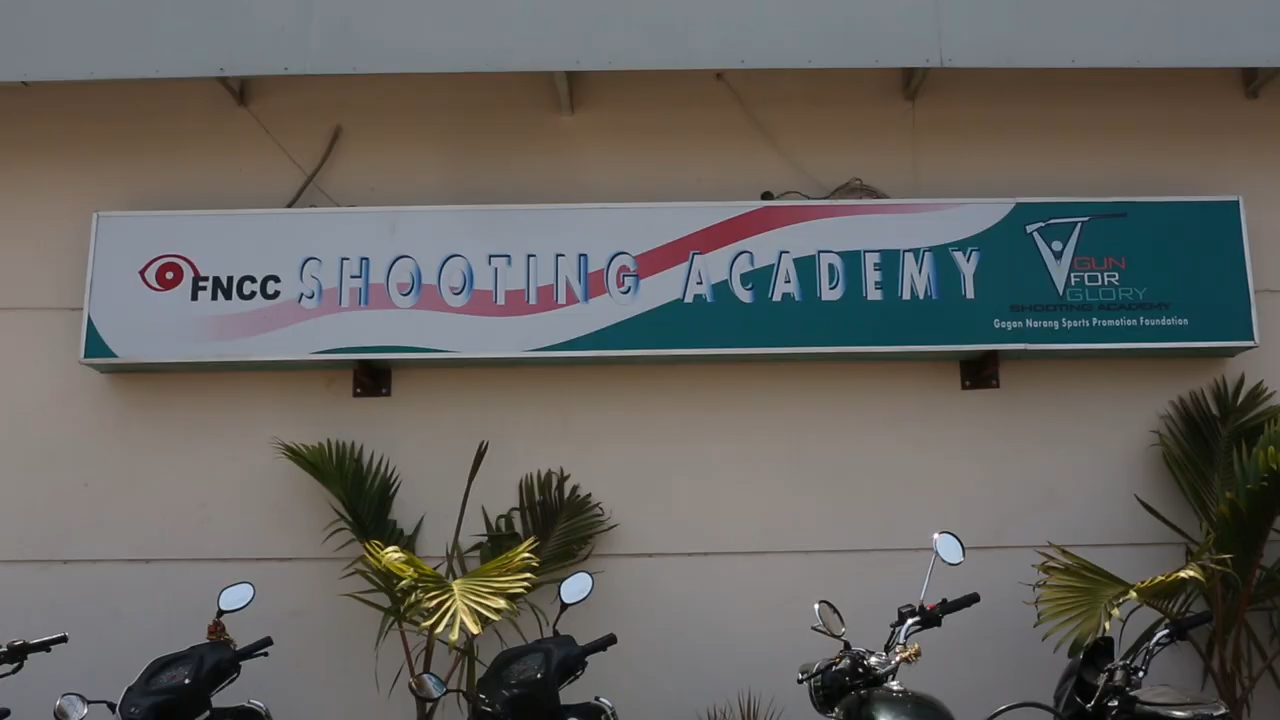 FNCC SHOOTING ACADEMY
GUN
FOR
GLORY
SHOOTING ACADEMY
Gagan Narang Sports Promotion Foundation